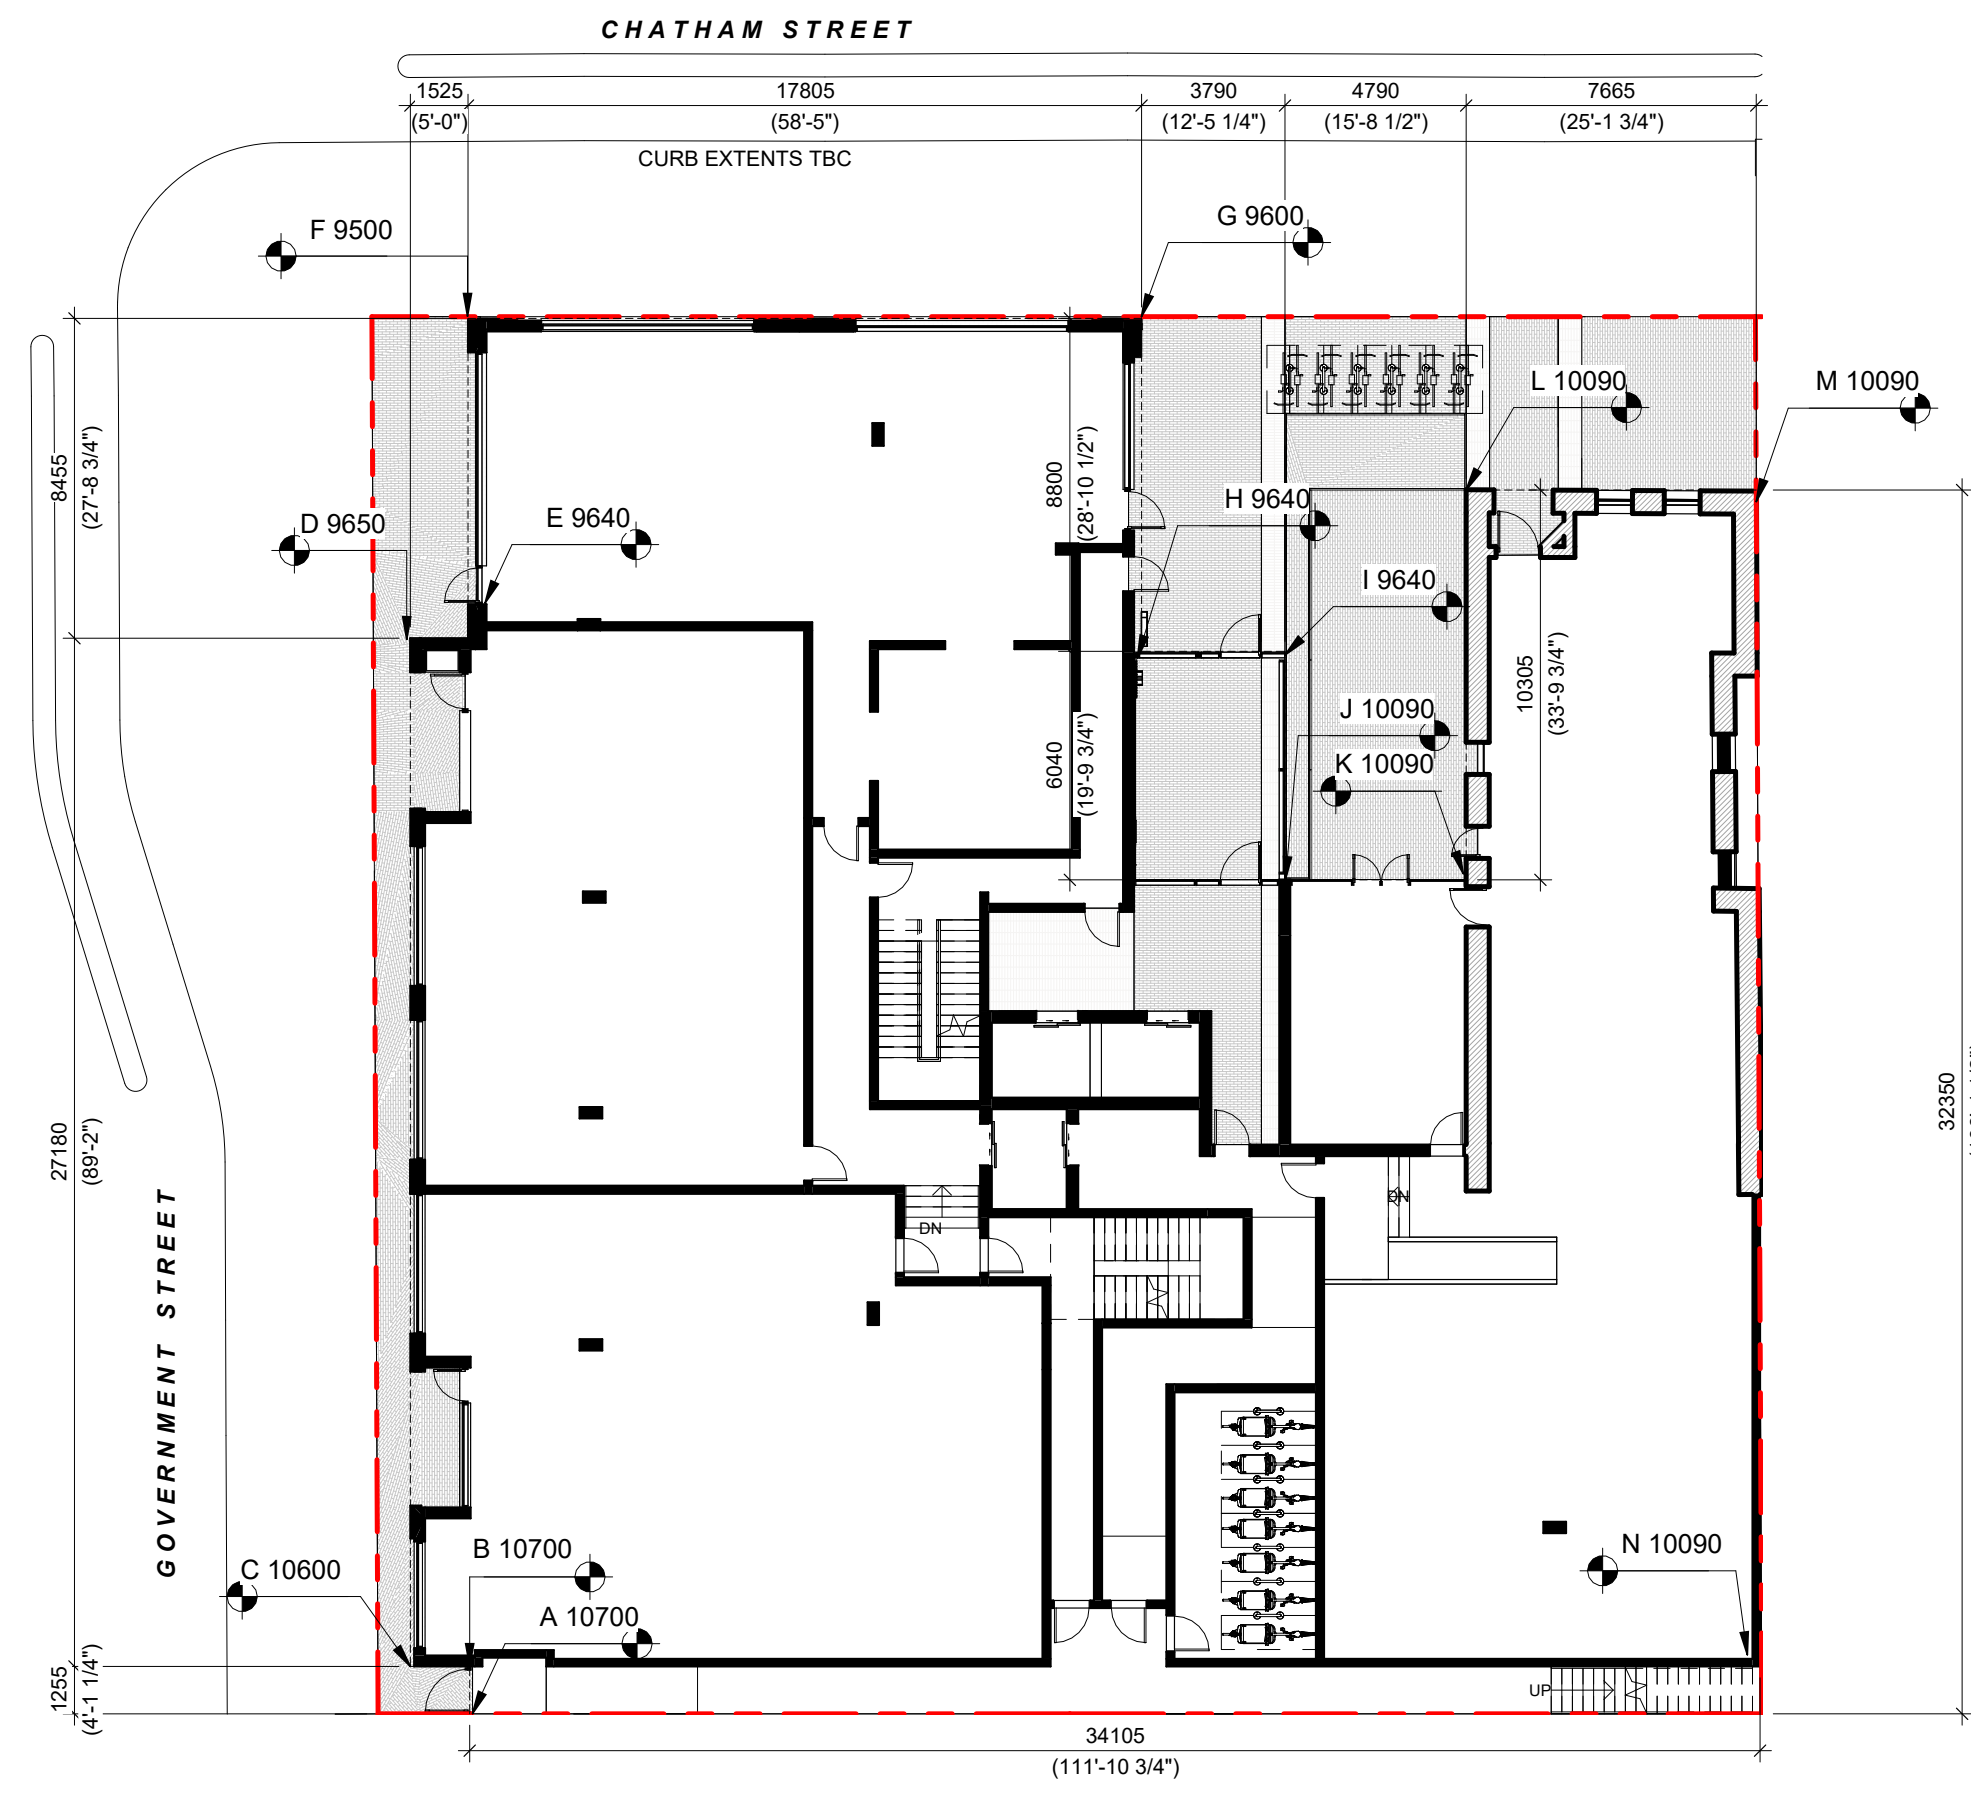 CHATHAM STREET
1525
17805
3790
4790
7665
(5'-0")
(58'-5")
(12'-5 1/4")
(15'-8 1/2")
(25'-1 3/4")
CURB EXTENTS TBC
F 9500
G 9600
L 10090
M 10090
8455
(27'-8 3/4")
8800
(28'-10 1/2")
D 9650
E 9640
H 9640
I 9640
10305
(33'-9 3/4")
J 10090
K 10090
6040
(19'-9 3/4")
27180
(89'-2")
32350
GOVERNMENT STREET
DN
DN
B 10700
C 10600
A 10700
N 10090
1255
(4'-1 1/4")
UP
34105
(111'-10 3/4")